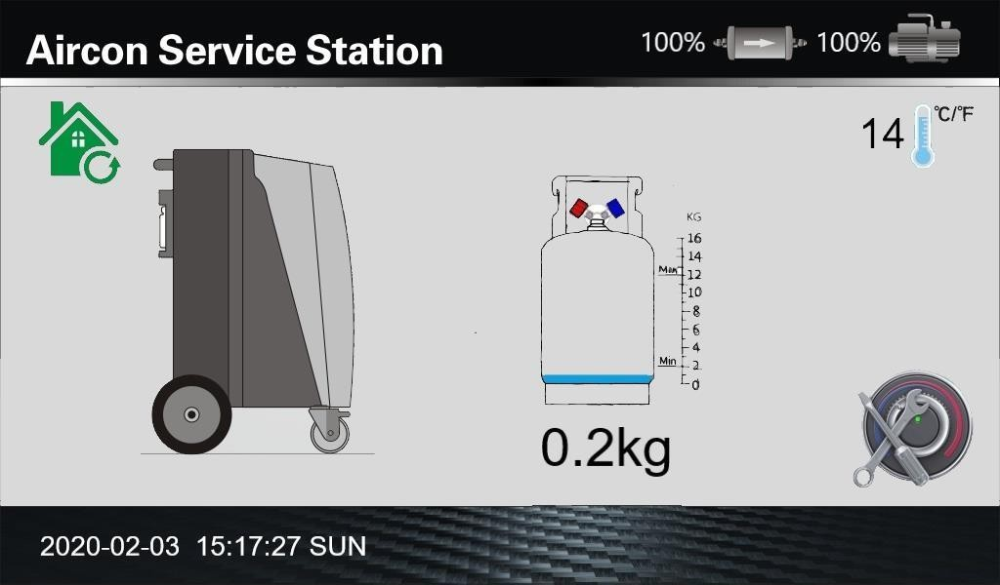 Aircon Service Station
100% 100%
14 °C/°F
KG
16
14
Max 12
10
8
6
4
Min 2
0
0.2kg
2020-02-03 15:17:27 SUN